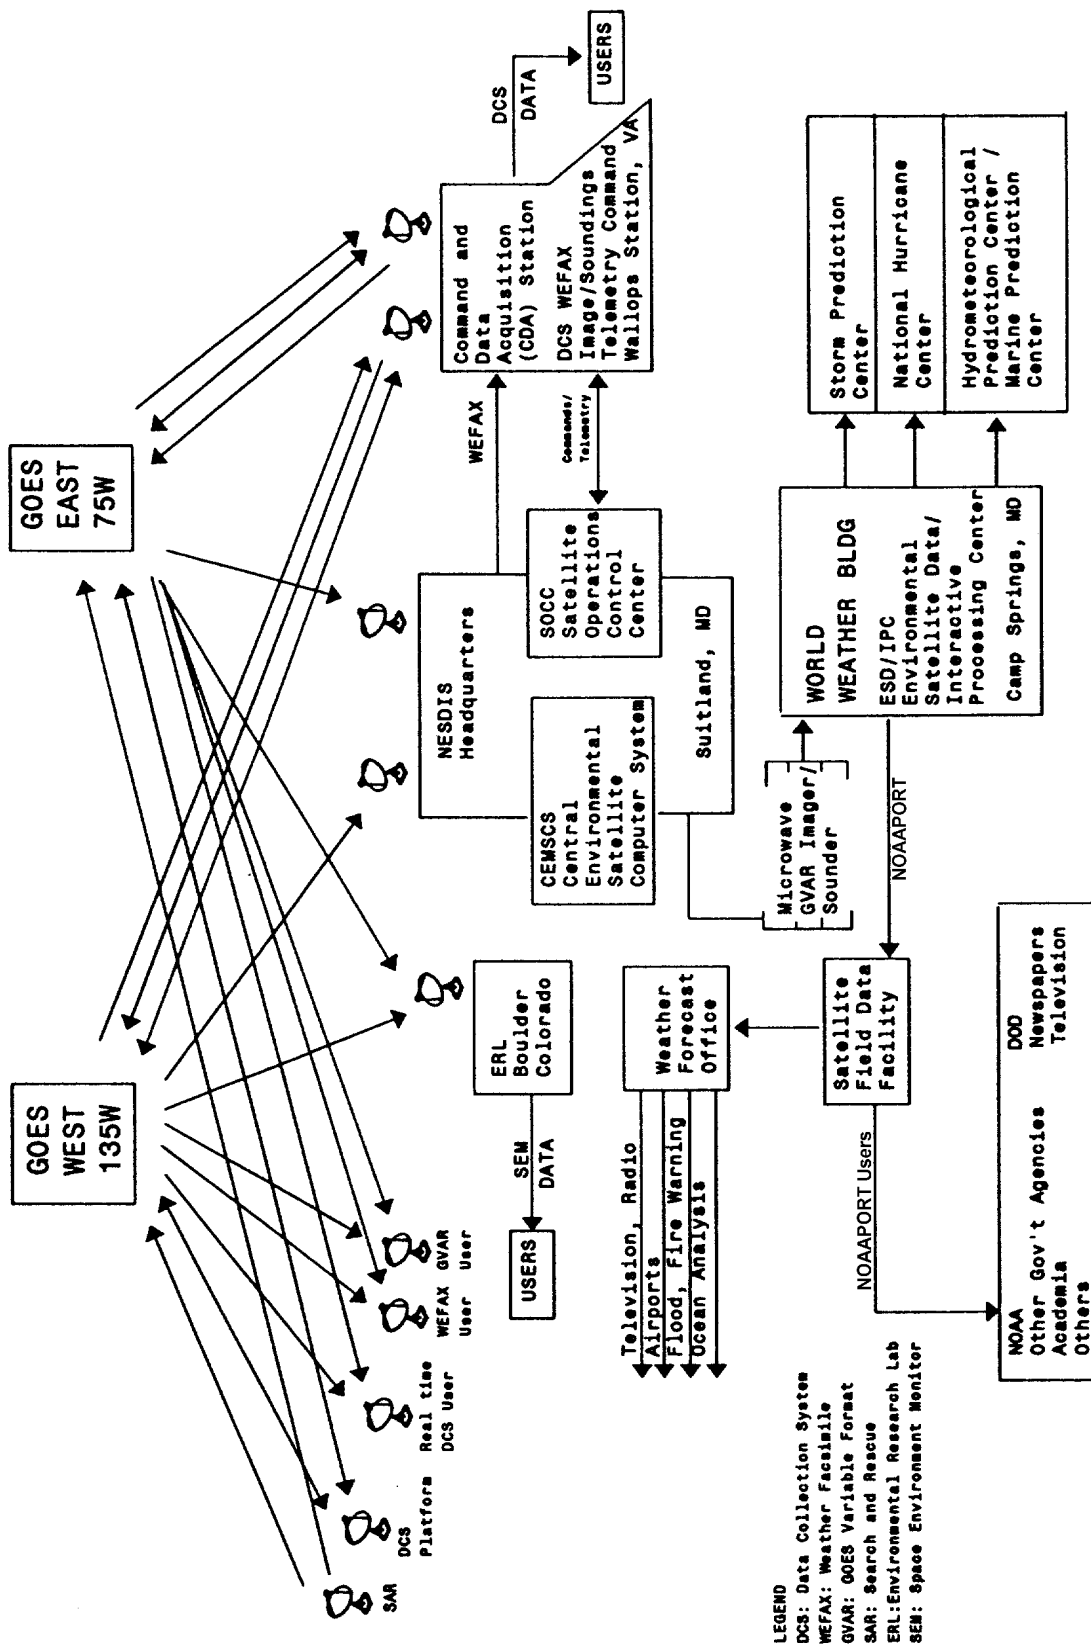 GOES
WEST
135W
GOES
EAST
75W
SAR
DCS
Platform
Real time
DCS User
WEFAX
User
GVAR
User
ERL
Boulder
Colorado
SEM
DATA
USERS
NESDIS
Headquarters
CEMSCS
Central
Environmental
Satellite
Computer System
SOCC
Satellite
Operations
Control
Center
Suitland, MD
WEFAX
Commands/
Telemetry
Command and
Data
Acquisition
(CDA) Station
DCS WEFAX
Image/Soundings
Telemetry Command
Wallops Station, VA
DCS
DATA
USERS
Television, Radio
Airports
Flood, Fire Warning
Ocean Analysis
Weather
Forecast
Office
Microwave
GVAR Imager/
Sounder
WORLD
WEATHER BLDG
ESD/IPC
Environmental
Satellite Data/
Interactive
Processing Center
Camp Springs, MD
Storm Prediction
Center
National Hurricane
Center
Hydrometeorological
Prediction Center /
Marine Prediction
Center
NOAAPORT
Satellite
Field Data
Facility
NOAAPORT Users
NOAA
Other Gov't Agencies
Academia
Others
DOD
Newspapers
Television
LEGEND
DCS: Data Collection System
WEFAX: Weather Facsimile
GVAR: GOES Variable Format
SAR: Search and Rescue
ERL:Environmental Research Lab
SEM: Space Environment Monitor